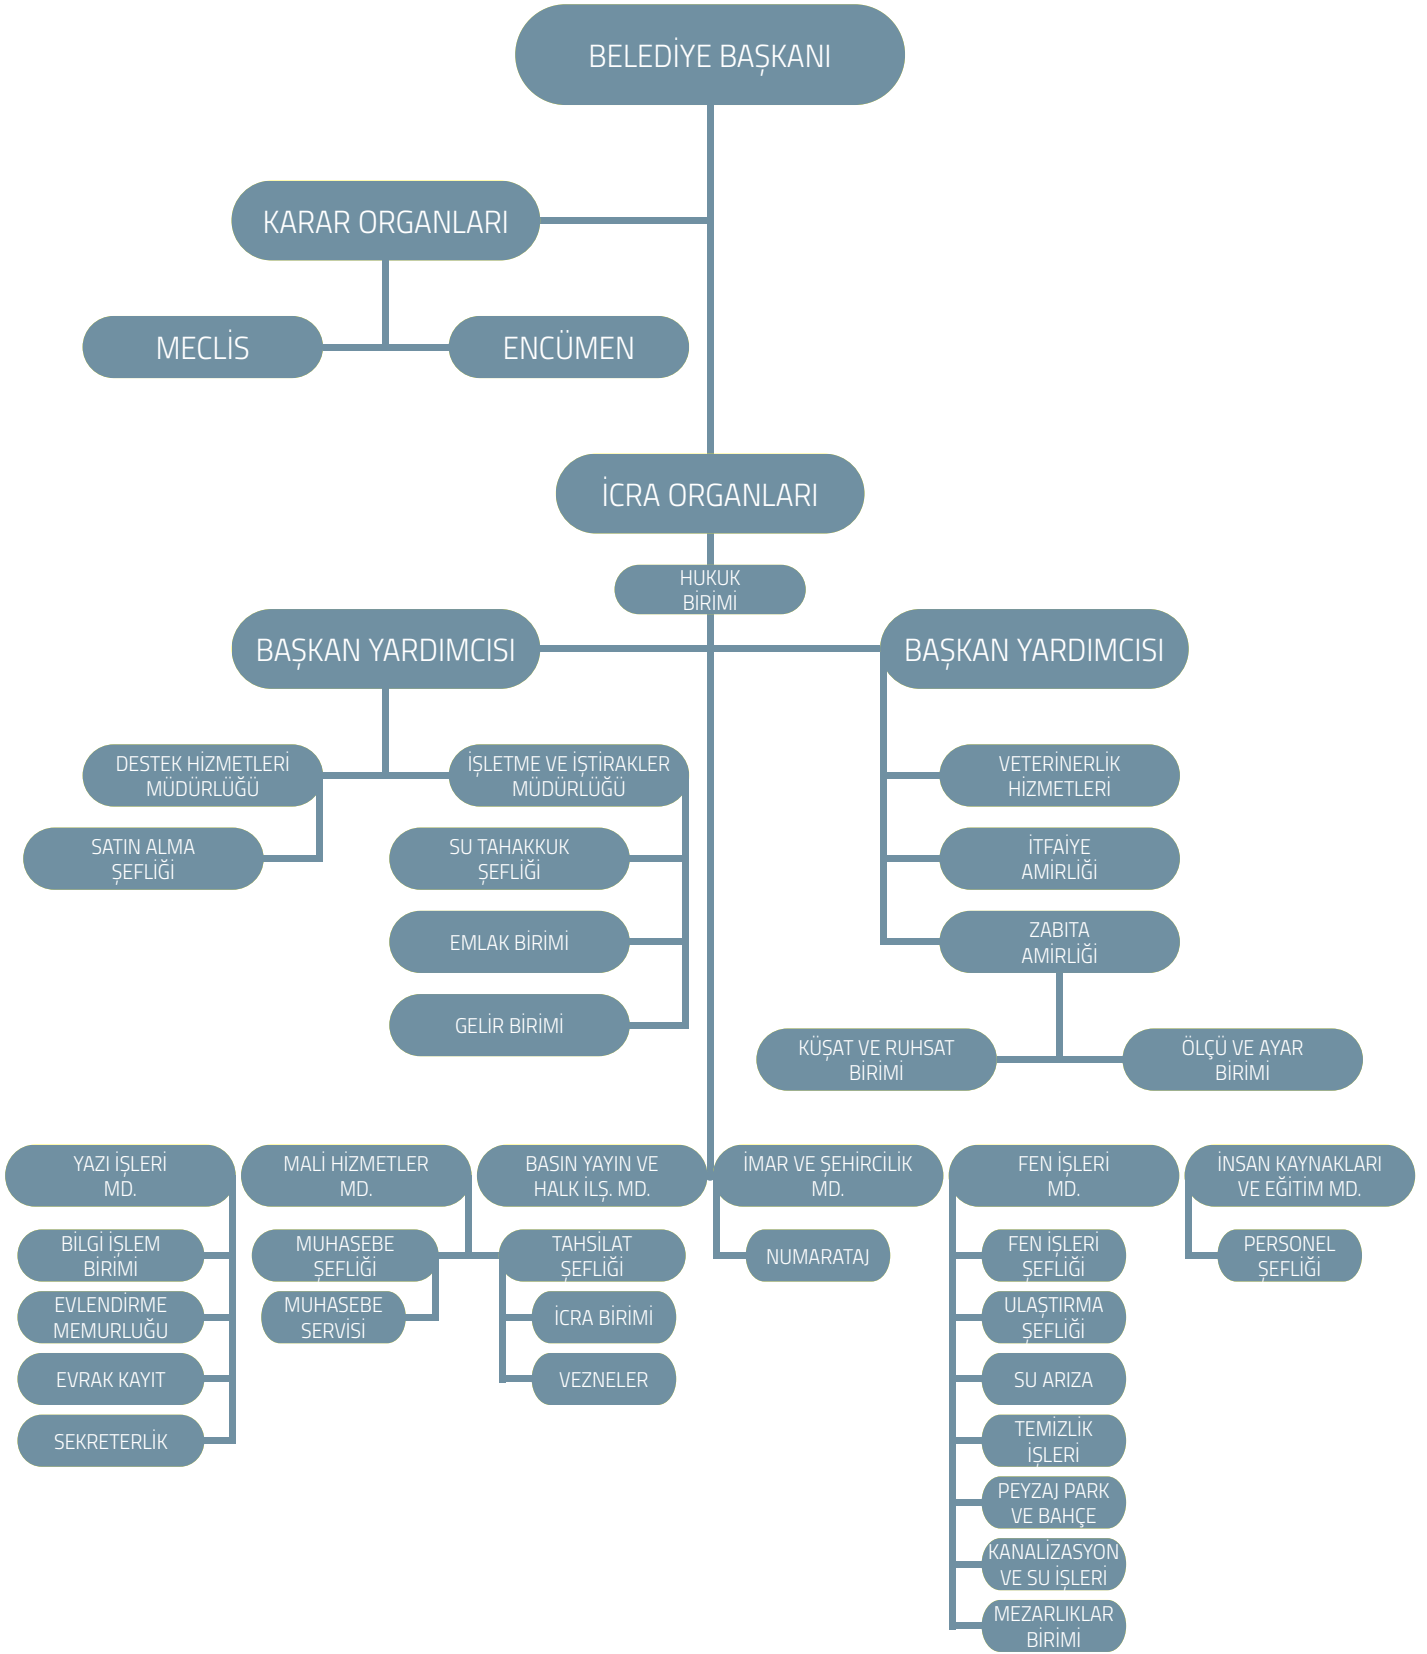 BELEDİYE BAŞKANI
KARAR ORGANLARI
MECLİS
ENCÜMEN
İCRA ORGANLARI
HUKUK
BİRİMİ
BAŞKAN YARDIMCISI
BAŞKAN YARDIMCISI
DESTEK HİZMETLERİ
MÜDÜRLÜĞÜ
İŞLETME VE İŞTİRAKLER
MÜDÜRLÜĞÜ
VETERİNERLİK
HİZMETLERİ
SATIN ALMA
ŞEFLİĞİ
SU TAHAKKUK
ŞEFLİĞİ
İTFAİYE
AMİRLİĞİ
EMLAK BİRİMİ
ZABITA
AMİRLİĞİ
GELİR BİRİMİ
KÜŞAT VE RUHSAT
BİRİMİ
ÖLÇÜ VE AYAR
BİRİMİ
YAZI İŞLERİ
MD.
MALİ HİZMETLER
MD.
BASIN YAYIN VE
HALK İLŞ. MD.
İMAR VE ŞEHİRCİLİK
MD.
FEN İŞLERİ
MD.
İNSAN KAYNAKLARI
VE EĞİTİM MD.
BİLGİ İŞLEM
BİRİMİ
MUHASEBE
ŞEFLİĞİ
TAHSİLAT
ŞEFLİĞİ
NUMARATAJ
FEN İŞLERİ
ŞEFLİĞİ
PERSONEL
ŞEFLİĞİ
EVLENDİRME
MEMURLUĞU
MUHASEBE
SERVİSİ
İCRA BİRİMİ
ULAŞTIRMA
ŞEFLİĞİ
EVRAK KAYIT
VEZNELER
SU ARIZA
SEKRETERLİK
TEMİZLİK
İŞLERİ
PEYZAJ PARK
VE BAHÇE
KANALİZASYON
VE SU İŞLERİ
MEZARLIKLAR
BİRİMİ